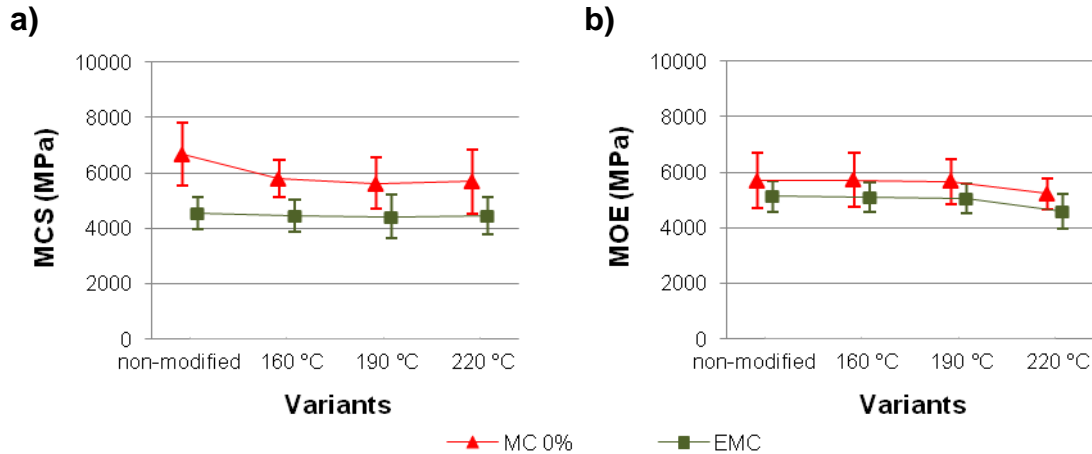 a)
b)
10000
8000
6000
4000
2000
0
MCS (MPa)
non-modified 160 °C 190 °C 220 °C
Variants
10000
8000
6000
4000
2000
0
MOE (MPa)
non-modified 160 °C 190 °C 220 °C
Variants
MC 0% EMC